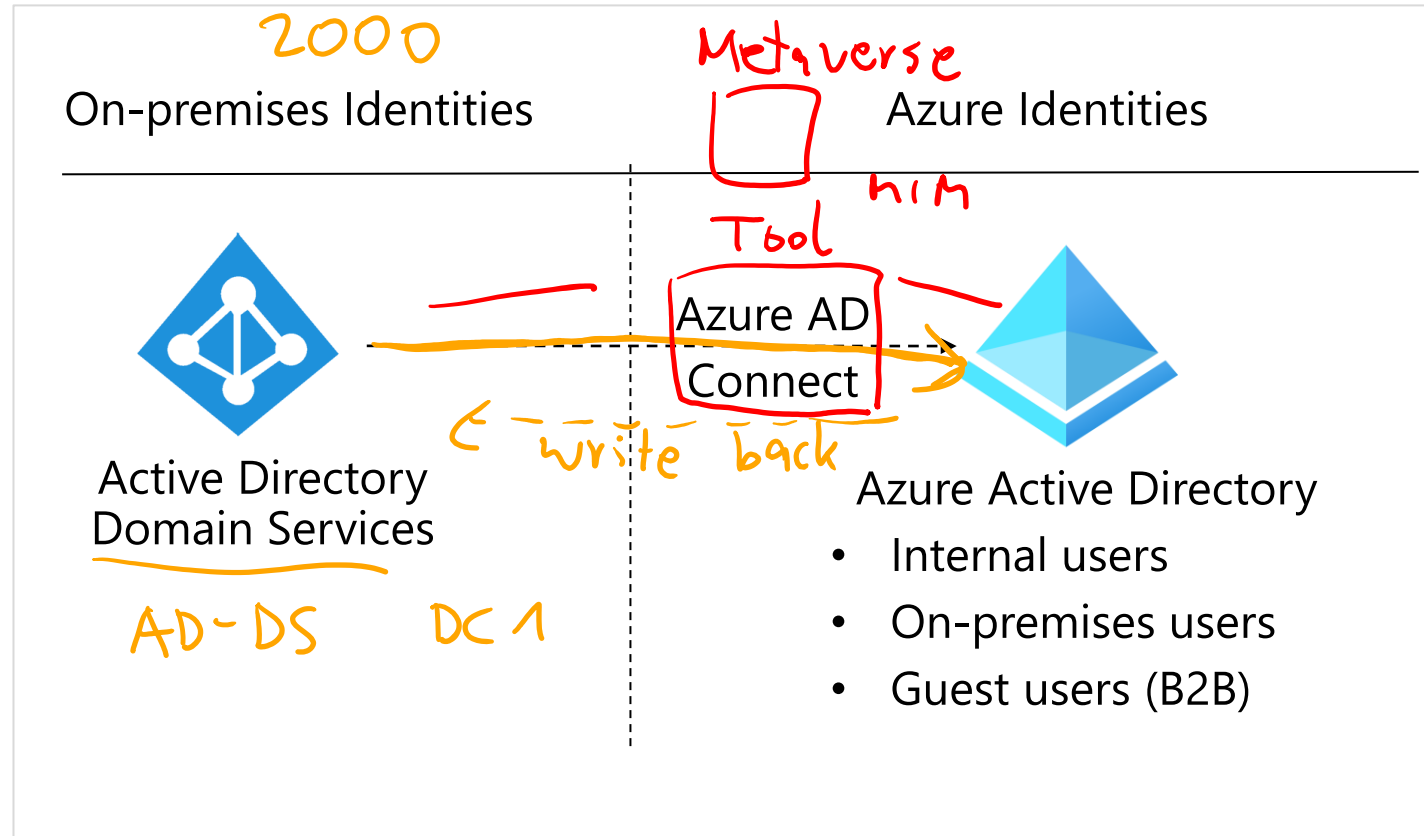 2000
Metaverse
On-premises Identities
Azure Identities
Tool
Azure AD
Connect
write back
Active Directory
Domain Services
AD-DS DC1
Azure Active Directory
• Internal users
• On-premises users
• Guest users (B2B)